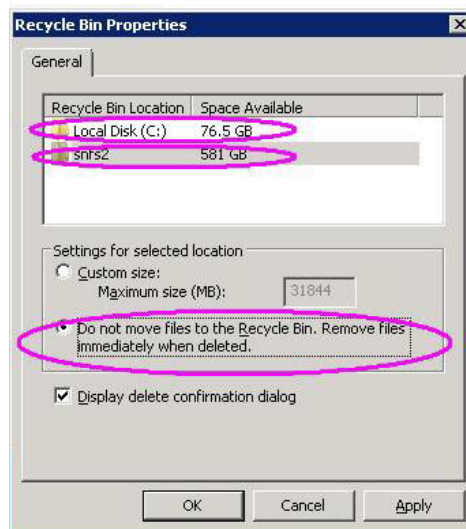 Recycle Bin Properties
General
Recycle Bin Location Space Available
Local Disk (C:) 76.5 GB
snfs2 581 GB
Settings for selected location
Custom size:
Maximum size (MB): 31844
Do not move files to the Recycle Bin. Remove files
immediately when deleted.
Display delete confirmation dialog
OK Cancel Apply